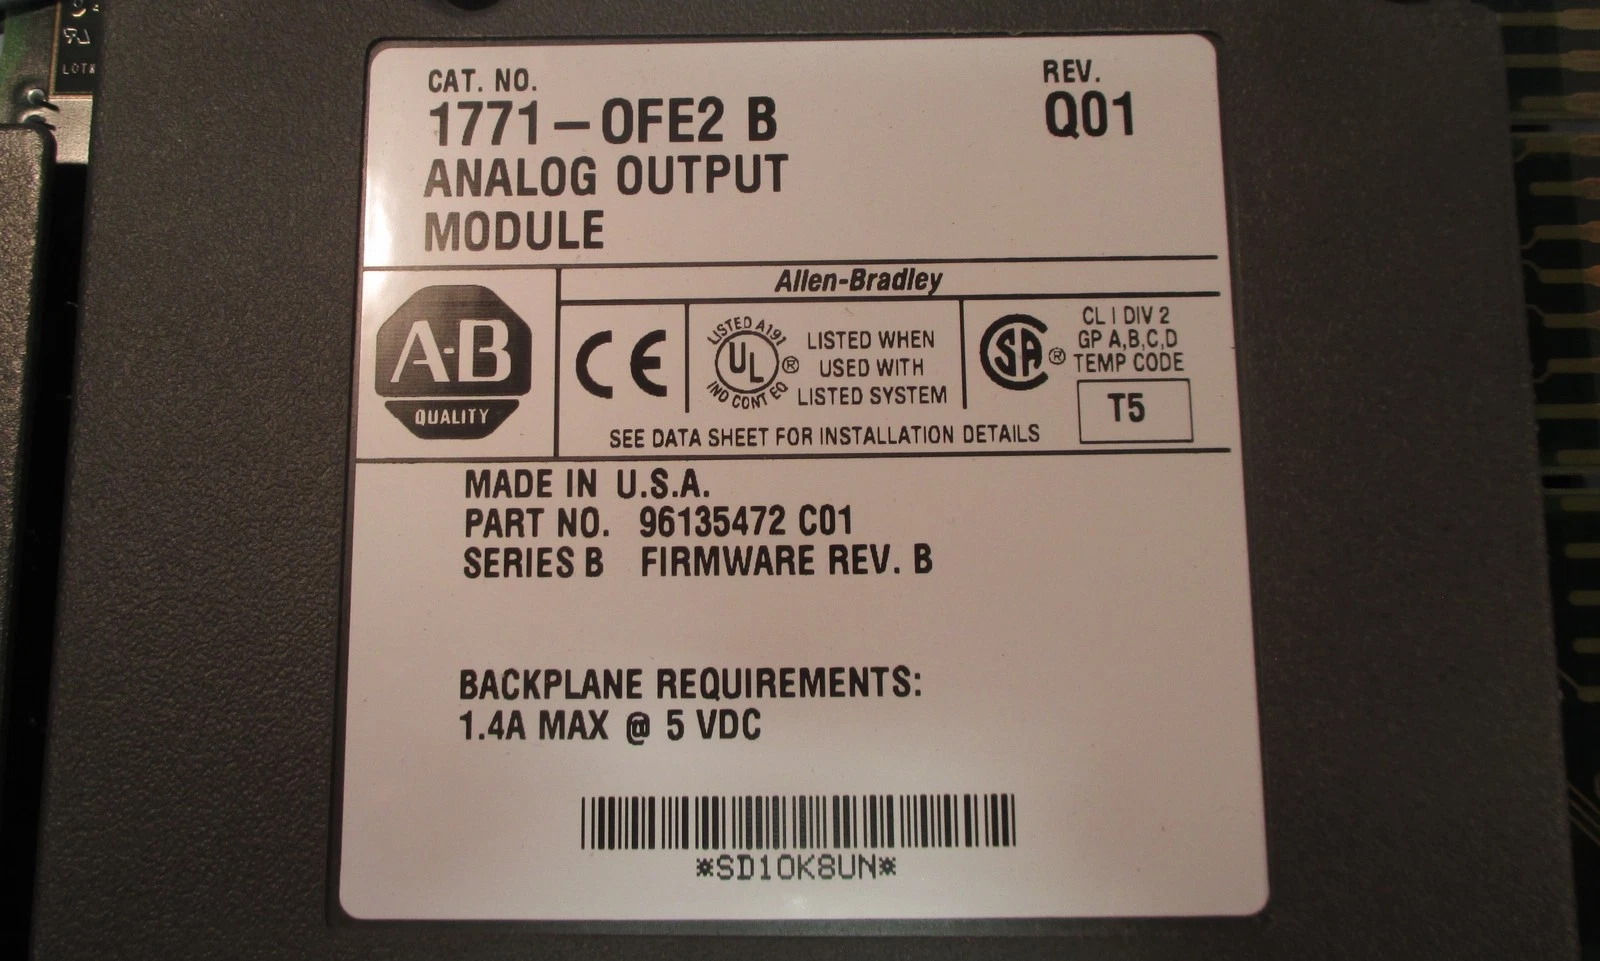 LOT
CAT. NO.
REV.
1771-OFE2 B
Q01
ANALOG OUTPUT
MODULE
Allen-Bradley
A-B
QUALITY
CE
LISTED A191
UL
®
IND CONT EQ
LISTED WHEN
USED WITH
LISTED SYSTEM
SA ®
CL I DIV 2
GP A,B,C,D
TEMP CODE
T5
SEE DATA SHEET FOR INSTALLATION DETAILS
MADE IN U.S.A.
PART NO. 96135472 C01
SERIES B FIRMWARE REV. B
BACKPLANE REQUIREMENTS:
1.4A MAX @ 5 VDC
*SD10K8UN*